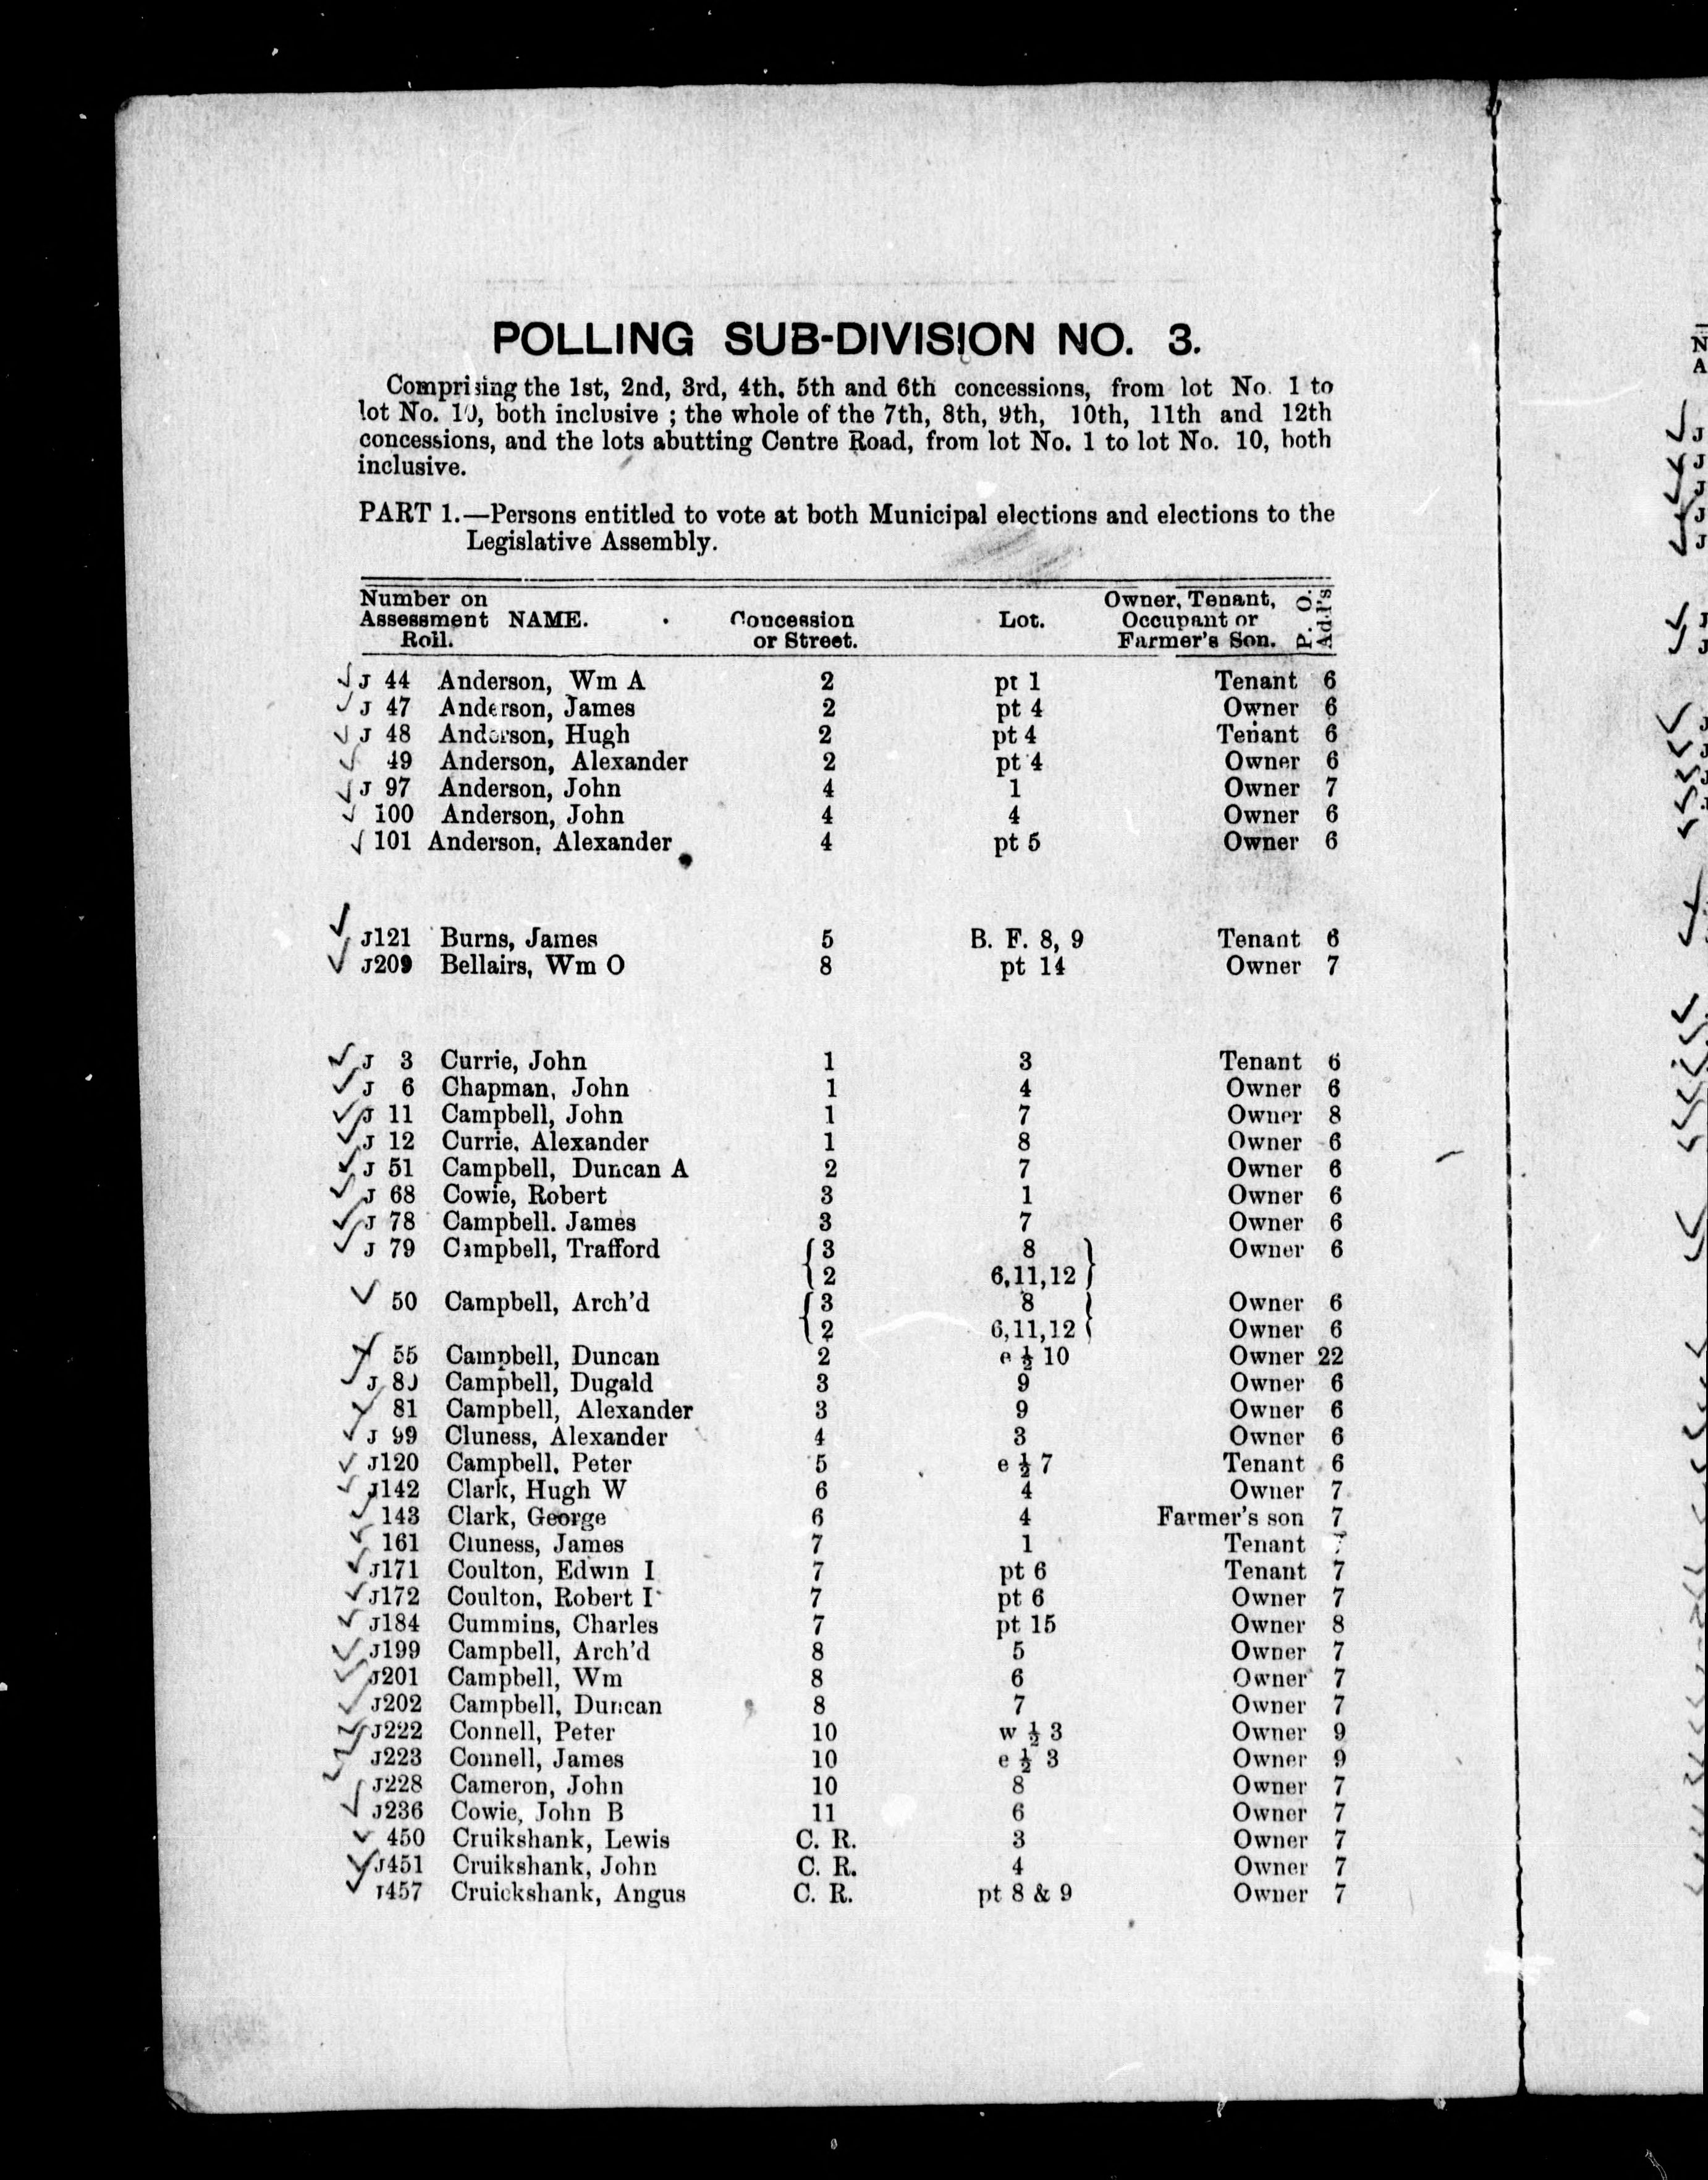 POLLING SUB-DIVISION NO. 3.
Comprising the 1st, 2nd, 3rd, 4th, 5th and 6th concessions, from lot No. 1 to
lot No. 10, both inclusive ; the whole of the 7th, 8th, 9th, 10th, 11th and 12th
concessions, and the lots abutting Centre Road, from lot No. 1 to lot No. 10, both
inclusive.
PART 1.—Persons entitled to vote at both Municipal elections and elections to the
Legislative Assembly.
Number on Assessment Roll. NAME. Concession or Street. Lot. Owner, Tenant, Occupant or Farmer's Son. P. O. Ad.l's
J 44 Anderson, Wm A 2 pt 1 Tenant 6
J 47 Anderson, James 2 pt 4 Owner 6
J 48 Anderson, Hugh 2 pt 4 Tenant 6
49 Anderson, Alexander 2 pt 4 Owner 6
J 97 Anderson, John 4 1 Owner 7
100 Anderson, John 4 4 Owner 6
101 Anderson, Alexander 4 pt 5 Owner 6
J121 Burns, James 5 B. F. 8, 9 Tenant 6
J209 Bellairs, Wm O 8 pt 14 Owner 7
J 3 Currie, John 1 3 Tenant 6
J 6 Chapman, John 1 4 Owner 6
J 11 Campbell, John 1 7 Owner 8
J 12 Currie, Alexander 1 8 Owner 6
J 51 Campbell, Duncan A 2 7 Owner 6
J 68 Cowie, Robert 3 1 Owner 6
J 78 Campbell. James 3 7 Owner 6
J 79 Campbell, Trafford { 3 8 } Owner 6
{ 2 6,11,12 }
50 Campbell, Arch'd { 3 8 } Owner 6
{ 2 6,11,12 } Owner 6
55 Campbell, Duncan 2 e ½ 10 Owner 22
J 80 Campbell, Dugald 3 9 Owner 6
81 Campbell, Alexander 3 9 Owner 6
J 99 Cluness, Alexander 4 3 Owner 6
J120 Campbell, Peter 5 e ½ 7 Tenant 6
J142 Clark, Hugh W 6 4 Owner 7
143 Clark, George 6 4 Farmer's son 7
161 Cluness, James 7 1 Tenant 7
J171 Coulton, Edwin I 7 pt 6 Tenant 7
J172 Coulton, Robert I 7 pt 6 Owner 7
J184 Cummins, Charles 7 pt 15 Owner 8
J199 Campbell, Arch'd 8 5 Owner 7
J201 Campbell, Wm 8 6 Owner 7
J202 Campbell, Duncan 8 7 Owner 7
J222 Connell, Peter 10 w ½ 3 Owner 9
J223 Connell, James 10 e ½ 3 Owner 9
J228 Cameron, John 10 8 Owner 7
J236 Cowie, John B 11 6 Owner 7
450 Cruikshank, Lewis C. R. 3 Owner 7
J451 Cruikshank, John C. R. 4 Owner 7
J457 Cruickshank, Angus C. R. pt 8 & 9 Owner 7